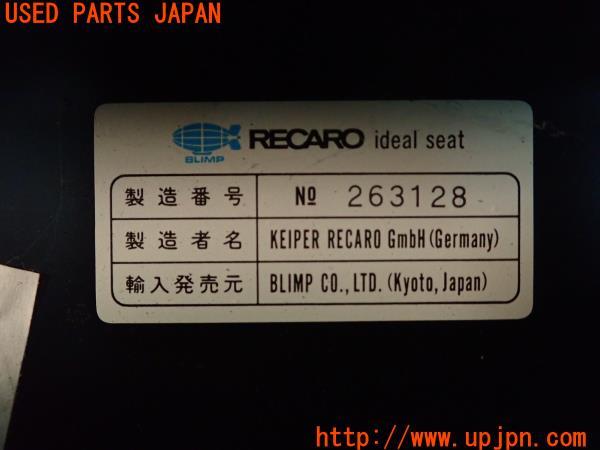 USED PARTS JAPAN
BLIMP
RECARO ideal seat
製造番号 № 263128
製造者名 KEIPER RECARO GmbH (Germany)
輸入発売元 BLIMP CO., LTD. (Kyoto, Japan)
http://www.upjpn.com/